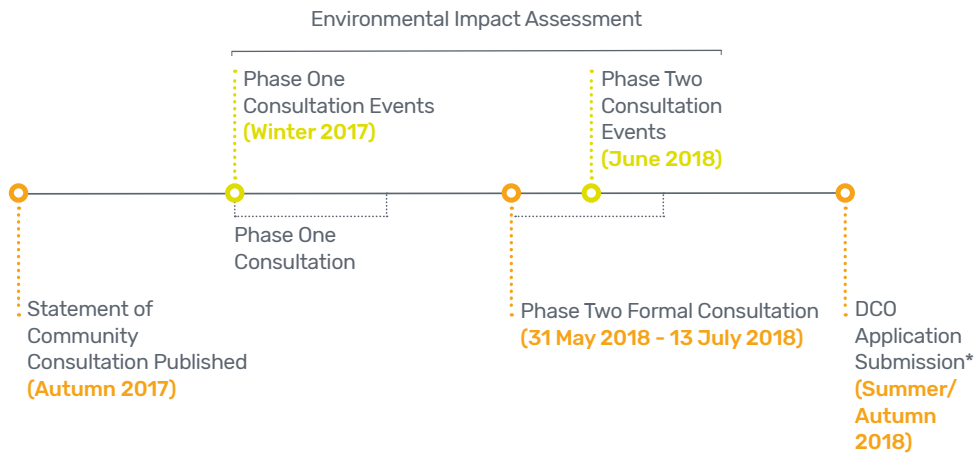 Environmental Impact Assessment
Phase One
Consultation Events
(Winter 2017)
Phase Two
Consultation
Events
(June 2018)
Phase One
Consultation
Statement of
Community
Consultation Published
(Autumn 2017)
Phase Two Formal Consultation
(31 May 2018 - 13 July 2018)
DCO
Application
Submission*
(Summer/
Autumn
2018)